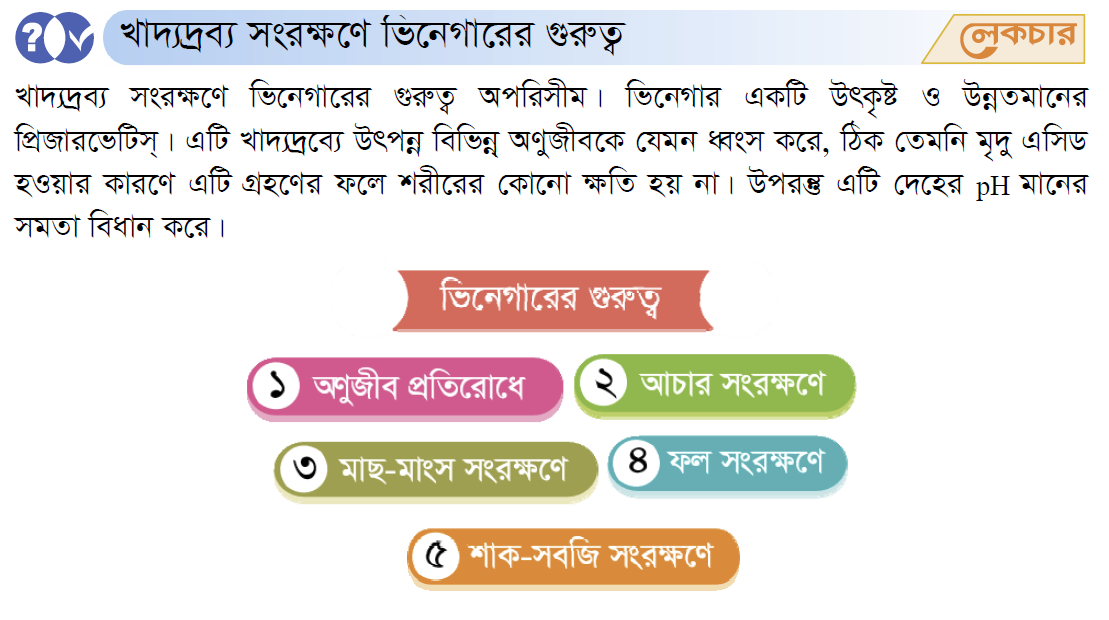 খাদ্যদ্রব্য সংরক্ষণে ভিনেগারের গুরুত্ব
লেকচার
খাদ্যদ্রব্য সংরক্ষণে ভিনেগারের গুরুত্ব অপরিসীম। ভিনেগার একটি উৎকৃষ্ট ও উন্নতমানের
প্রিজারভেটিস্। এটি খাদ্যদ্রব্যে উৎপন্ন বিভিন্ন অণুজীবকে যেমন ধ্বংস করে, ঠিক তেমনি মৃদু এসিড
হওয়ার কারণে এটি গ্রহণের ফলে শরীরের কোনো ক্ষতি হয় না। উপরন্তু এটি দেহের pH মানের
সমতা বিধান করে।
ভিনেগারের গুরুত্ব
১ অণুজীব প্রতিরোধে
২ আচার সংরক্ষণে
৩ মাছ-মাংস সংরক্ষণে
৪ ফল সংরক্ষণে
৫ শাক-সবজি সংরক্ষণে